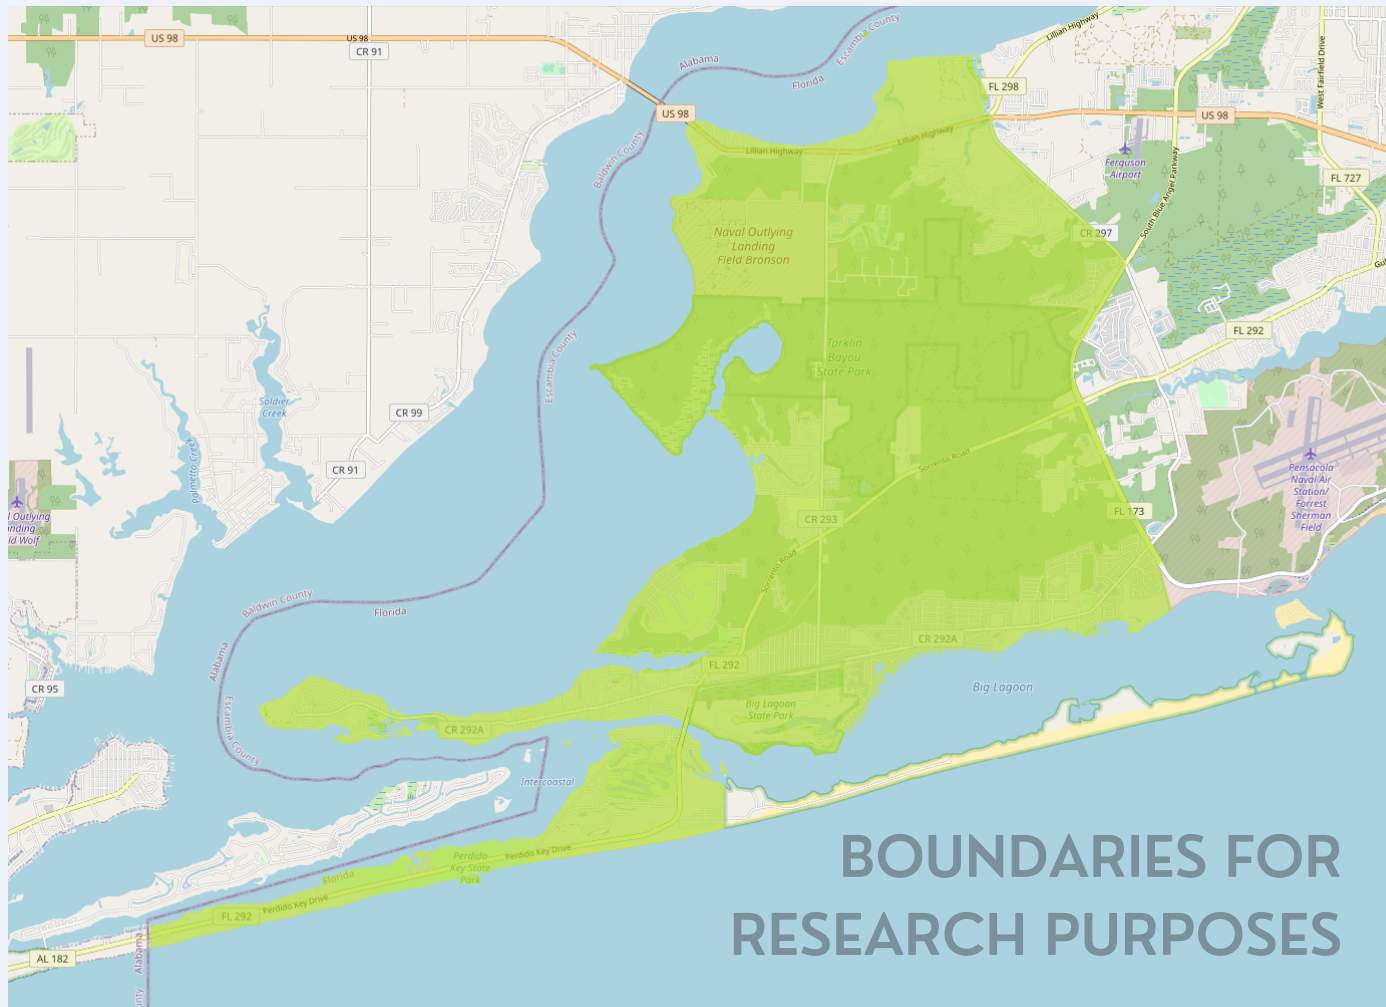 US 98
US 98
CR 91
Alabama
Escambia County
Florida
Lillian Highway
FL 298
West Fairfield Drive
US 98
US 98
Lillian Highway
Lillian Highway
Baldwin County
Ferguson
Airport
South Blue Angel Parkway
FL 727
Naval Outlying
Landing
Field Bronson
CR 297
FL 292
Escambia County
Tarklin
Bayou
State Park
Soldier
Creek
CR 99
Palmetto Creek
CR 91
Sorrento Road
Pensacola
Naval Air
Station/
Forrest
Sherman
Field
l Outlying
anding
ld Wolf
CR 293
FL 173
Sorrento Road
Baldwin County
Florida
CR 292A
Alabama
FL 292
CR 95
Big Lagoon
Escambia County
Big Lagoon
State Park
CR 292A
Intercoastal
Perdido
Key State
Park
Perdido Key Drive
Florida
Perdido Key Drive
FL 292
AL 182
Alabama
BOUNDARIES FOR
RESEARCH PURPOSES